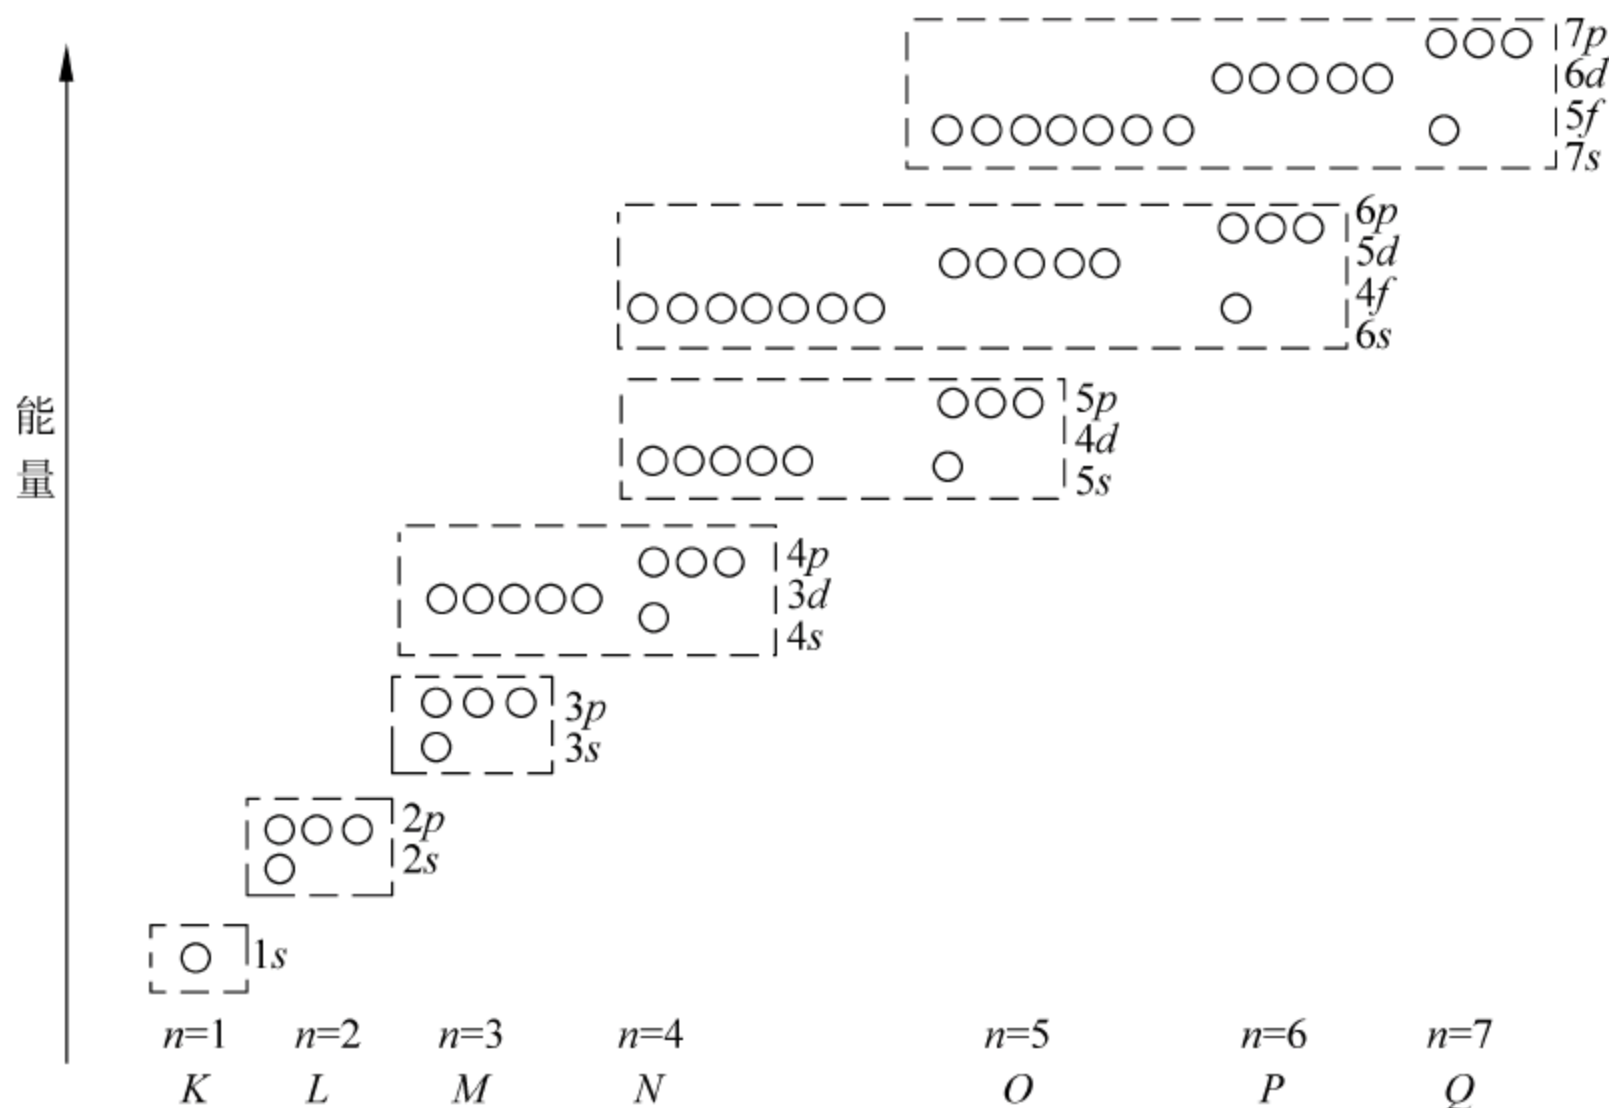 7p
6d
5f
7s
6p
5d
4f
6s
能
量
5p
4d
5s
4p
3d
4s
3p
3s
2p
2s
1s
n=1 n=2 n=3 n=4 n=5 n=6 n=7
K L M N O P Q